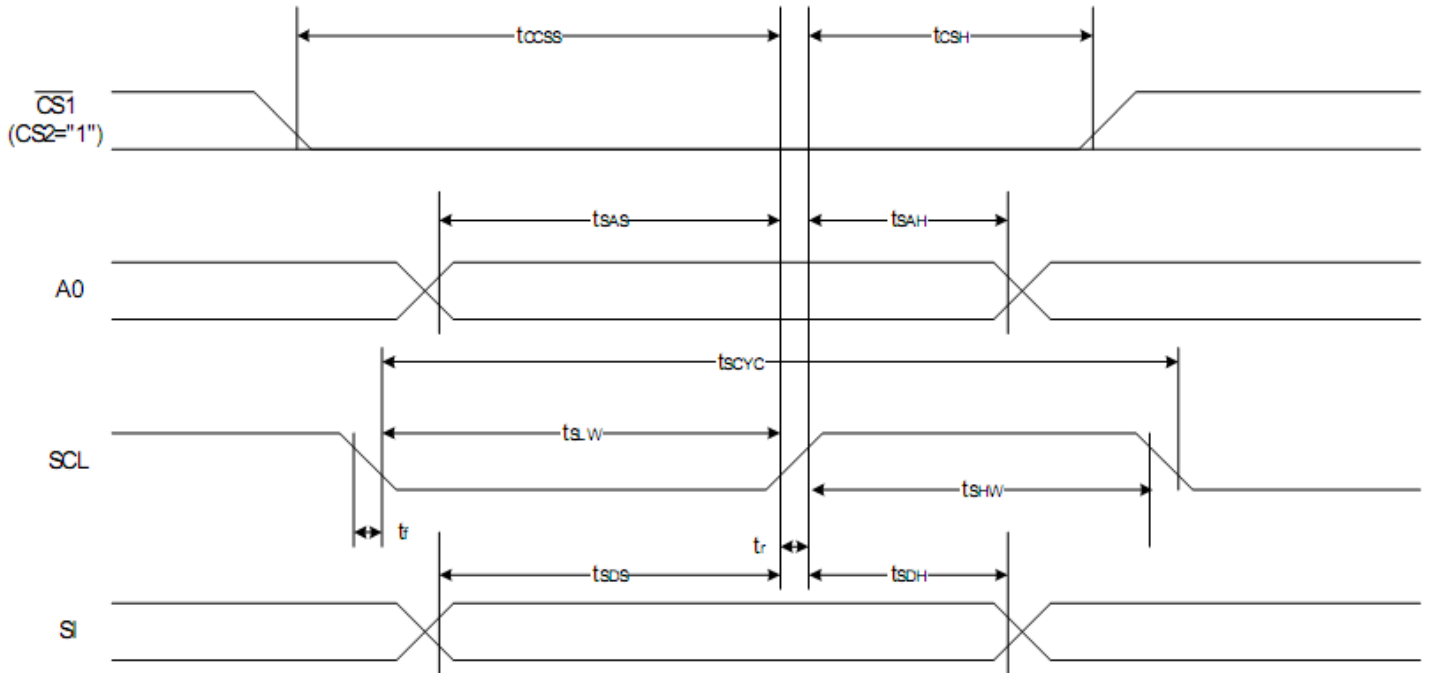 tCCSS
tCSH
CS1
(CS2="1")
tSAS
tSAH
A0
tSCYC
tSLW
SCL
tSHW
tf
tr
tSDS
tSDH
SI